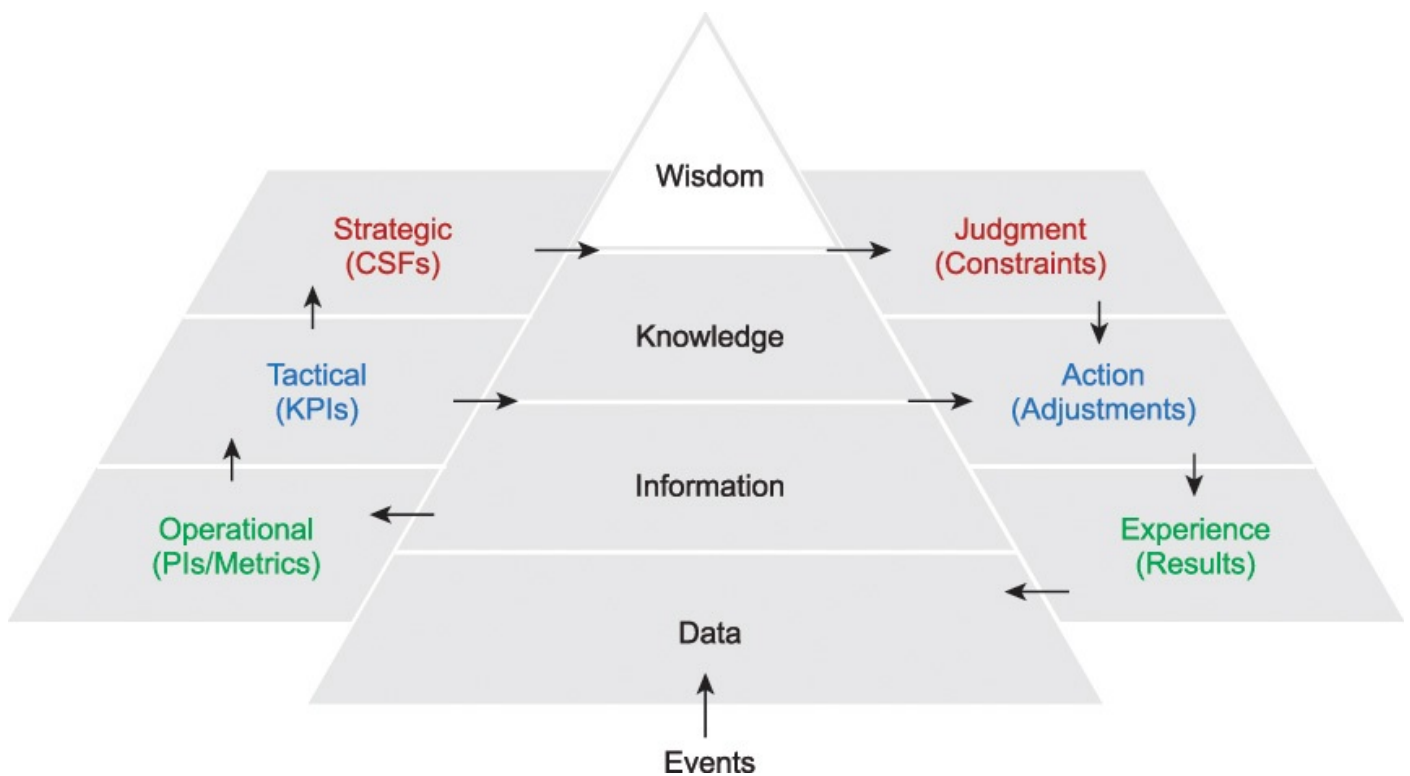 Wisdom
Strategic
(CSFs)
Judgment
(Constraints)
Knowledge
Tactical
(KPIs)
Action
(Adjustments)
Information
Operational
(PIs/Metrics)
Experience
(Results)
Data
Events